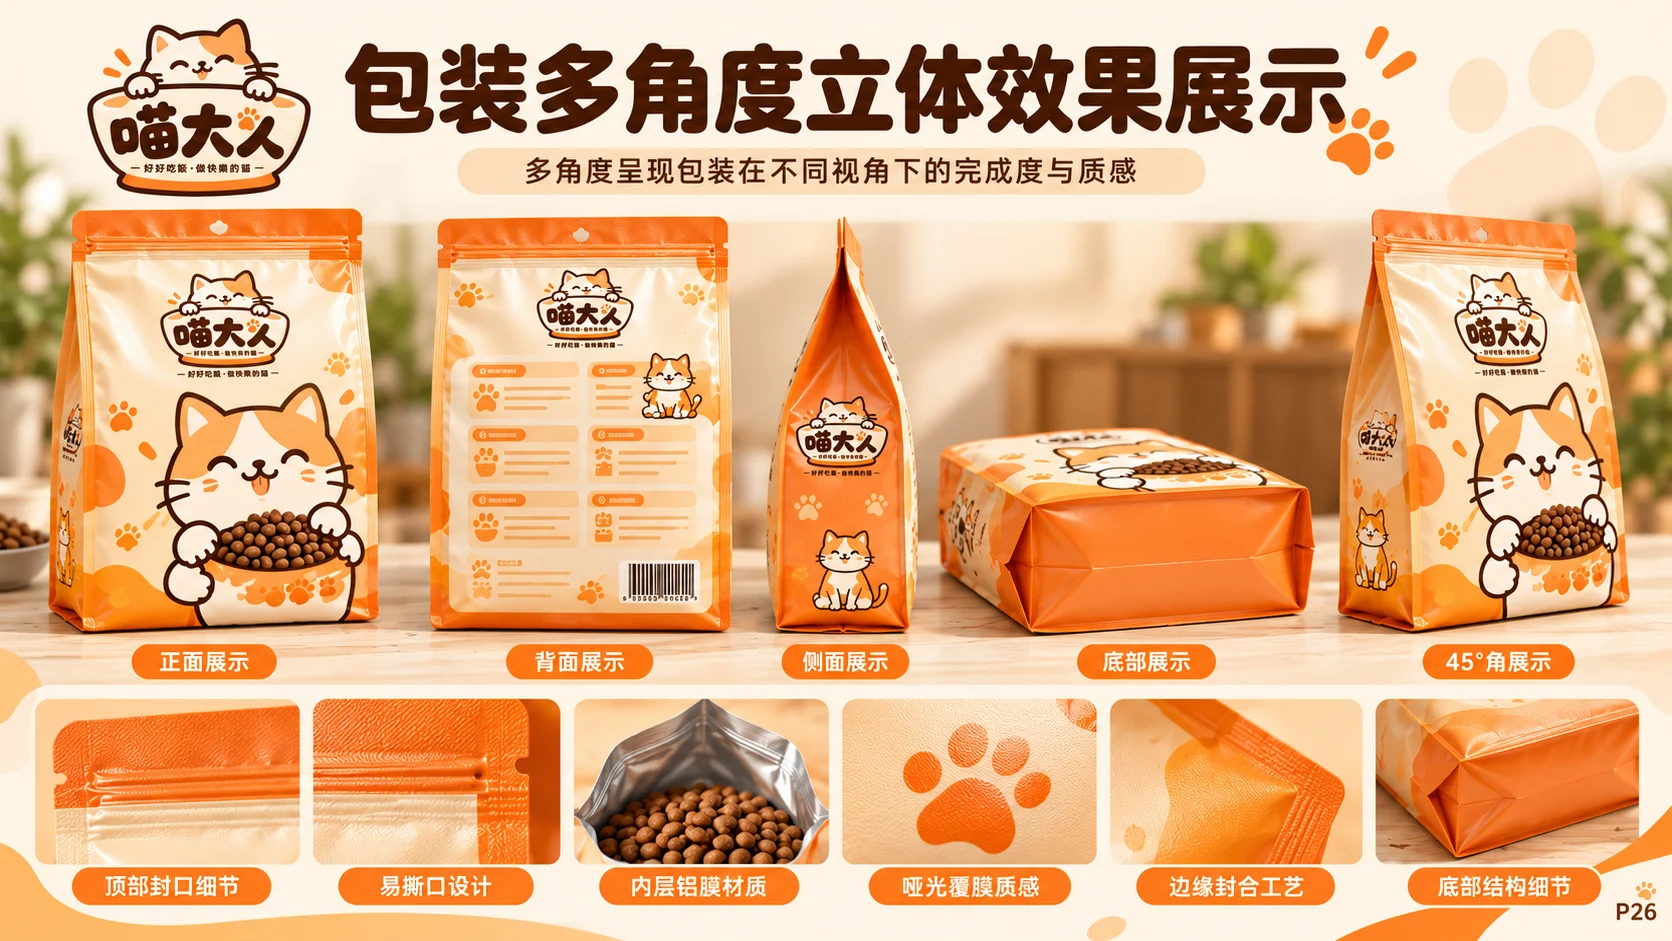 喵大人
好好吃飯·做快樂的貓
包装多角度立体效果展示
多角度呈现包装在不同视角下的完成度与质感
喵大人
好好吃飯·做快樂的貓
喵大人
喵大人
喵大人
正面展示
背面展示
侧面展示
底部展示
45°角展示
顶部封口细节
易撕口设计
内层铝膜材质
哑光覆膜质感
边缘封合工艺
底部结构细节
P26